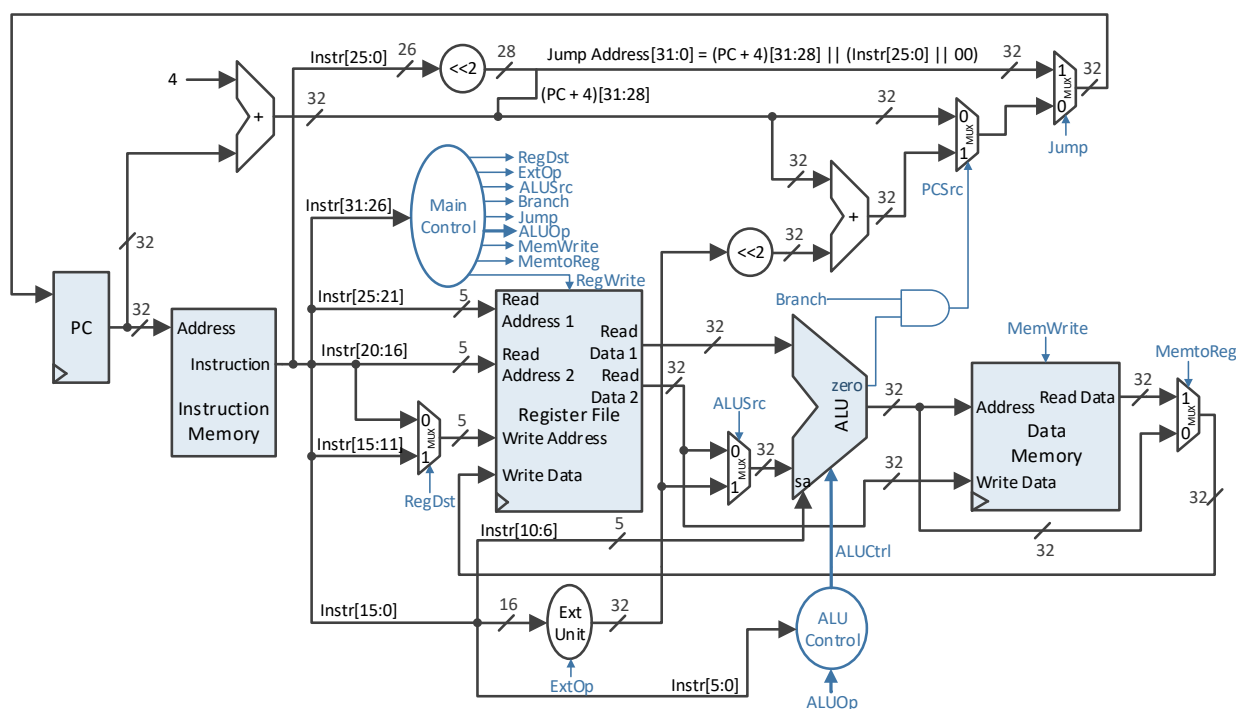 Instr[25:0]
26
<<2
28
Jump Address[31:0] = (PC + 4)[31:28] || (Instr[25:0] || 00)
32
1
MUX
0
32
Jump
4
+
32
(PC + 4)[31:28]
32
0
MUX
1
PCSrc
32
32
+
32
<<2
32
Main
Control
RegDst
ExtOp
ALUSrc
Branch
Jump
ALUOp
MemWrite
MemtoReg
RegWrite
Instr[31:26]
32
PC
32
Address
Instruction
Instruction
Memory
Instr[25:21]
5
Instr[20:16]
5
0
MUX
1
5
Instr[15:11]
RegDst
Read
Address 1
Read
Data 1
Read
Address 2
Read
Data 2
Register File
Write Address
Write Data
32
32
ALUSrc
0
MUX
1
32
Branch
zero
ALU
sa
32
MemWrite
Address
Read Data
Data
Memory
Write Data
32
32
32
MemtoReg
1
MUX
0
32
Instr[10:6]
5
ALUCtrl
Instr[15:0]
16
Ext
Unit
32
ExtOp
ALU
Control
Instr[5:0]
ALUOp